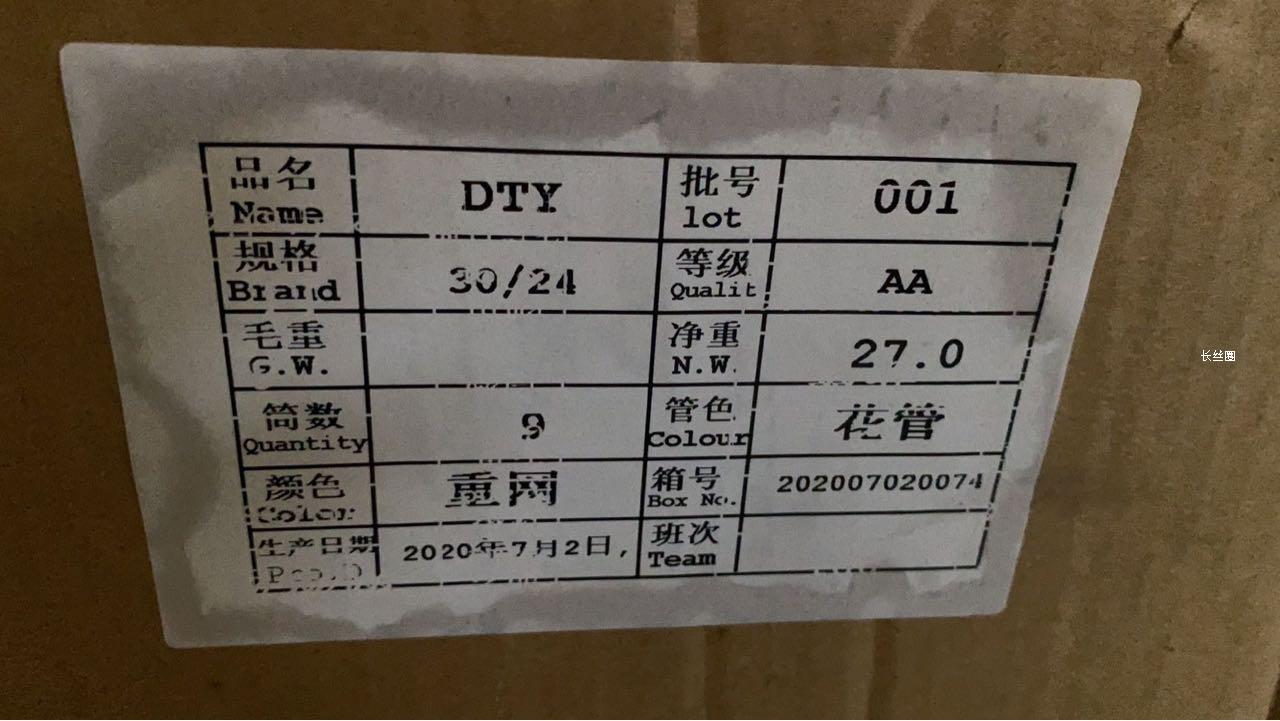 品名 DTY 批号 001
Name lot
规格 30/24 等级 AA
Brand Qualit
毛重 净重 27.0
G.W. N.W.
筒数 9 管色 花管
Quantity Colour
颜色 重网 箱号 202007020074
Color Box No.
生产日期 2020年7月2日, 班次
Team
长丝圈